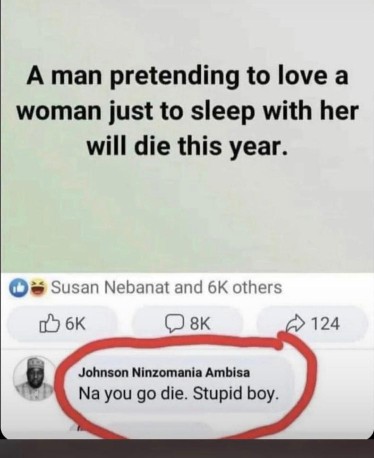 A man pretending to love a
woman just to sleep with her
will die this year.
Susan Nebanat and 6K others
6K 8K 124
Johnson Ninzomania Ambisa
Na you go die. Stupid boy.